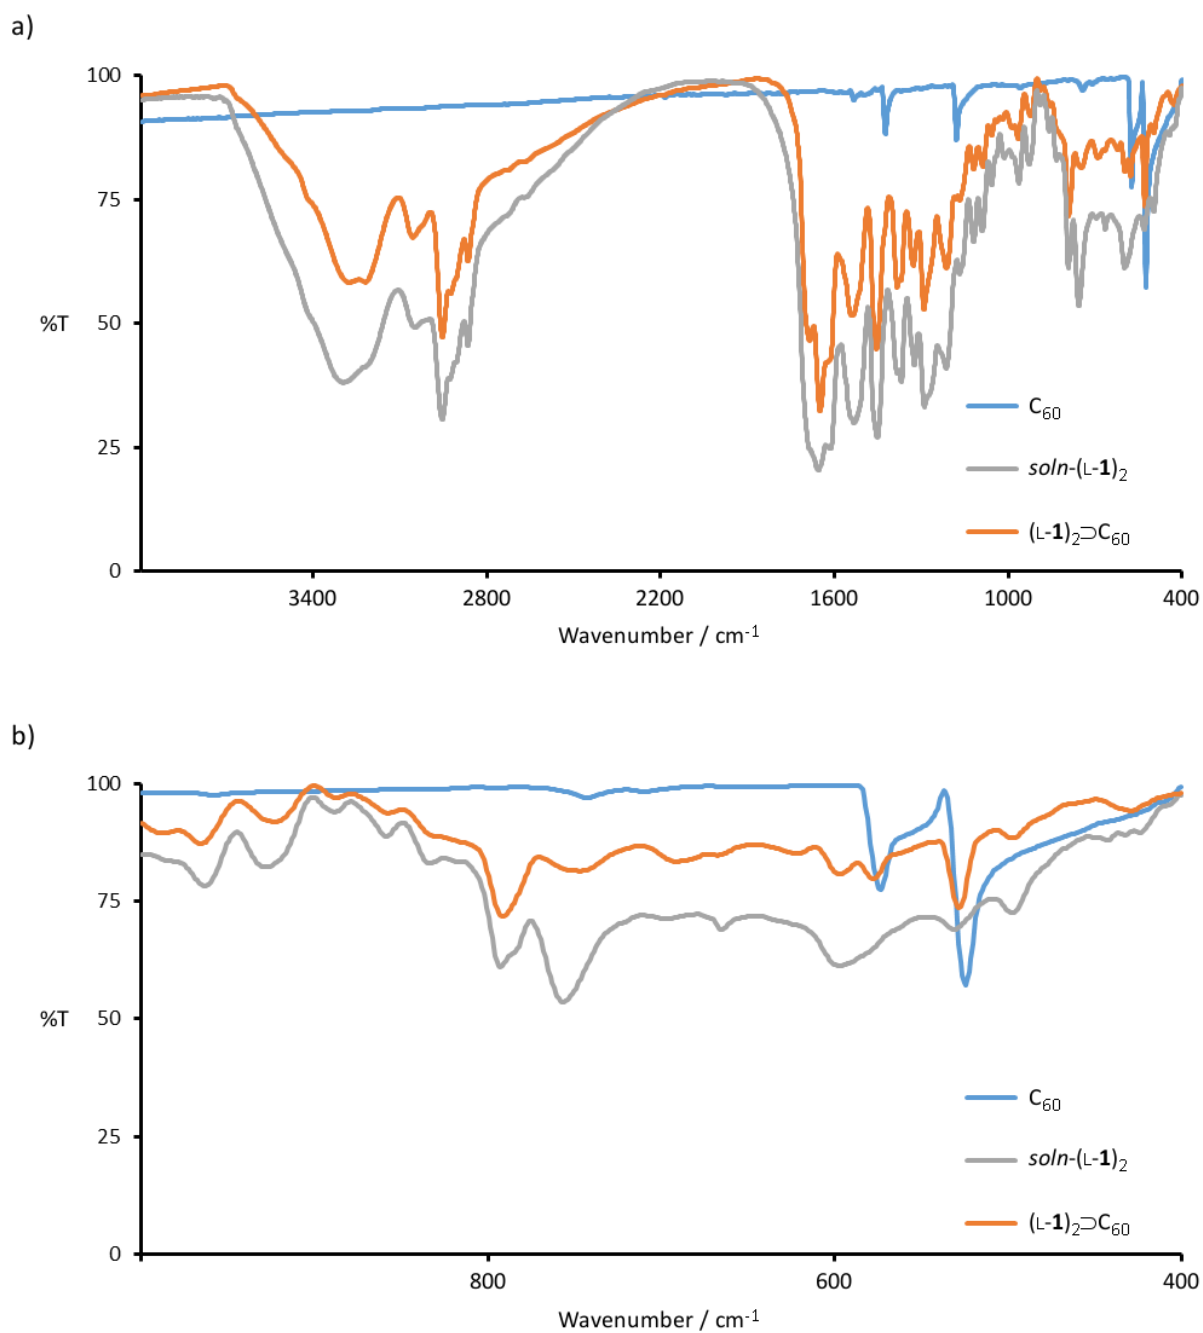 a)
100
75
%T
50
25
0
C₆₀
soln-(L-1)₂
(L-1)₂⊃C₆₀
3400 2800 2200 1600 1000 400
Wavenumber / cm⁻¹
b)
100
75
%T
50
25
0
C₆₀
soln-(L-1)₂
(L-1)₂⊃C₆₀
800 600 400
Wavenumber / cm⁻¹